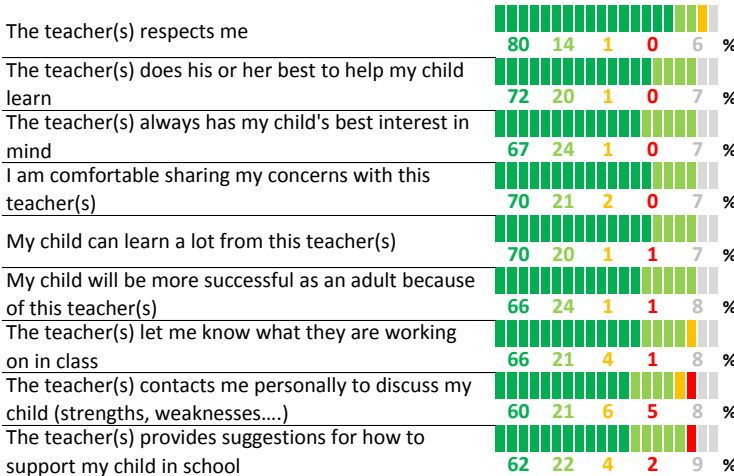 The teacher(s) respects me
80 14 1 0 6 %
The teacher(s) does his or her best to help my child
learn
72 20 1 0 7 %
The teacher(s) always has my child's best interest in
mind
67 24 1 0 7 %
I am comfortable sharing my concerns with this
teacher(s)
70 21 2 0 7 %
My child can learn a lot from this teacher(s)
70 20 1 1 7 %
My child will be more successful as an adult because
of this teacher(s)
66 24 1 1 8 %
The teacher(s) let me know what they are working
on in class
66 21 4 1 8 %
The teacher(s) contacts me personally to discuss my
child (strengths, weaknesses....)
60 21 6 5 8 %
The teacher(s) provides suggestions for how to
support my child in school
62 22 4 2 9 %